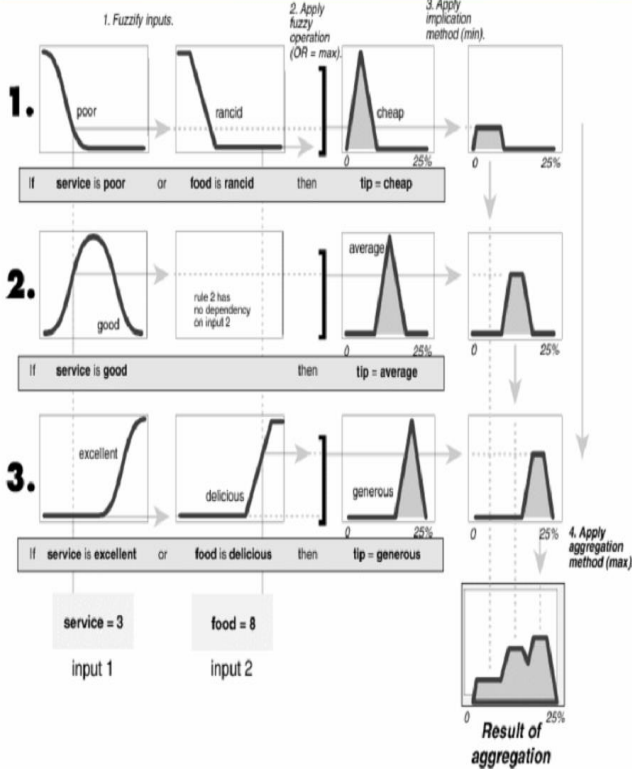 1. Fuzzify inputs.
2. Apply
fuzzy
operation
(OR = max).
3. Apply
implication
method (min).
1.
poor
rancid
cheap
0 25%
0 25%
If service is poor or food is rancid then tip = cheap
2.
good
rule 2 has
no dependency
on input 2
average
0 25%
0 25%
If service is good then tip = average
3.
excellent
delicious
generous
0 25%
0 25%
If service is excellent or food is delicious then tip = generous
4. Apply
aggregation
method (max)
service = 3
food = 8
input 1
input 2
0 25%
Result of
aggregation